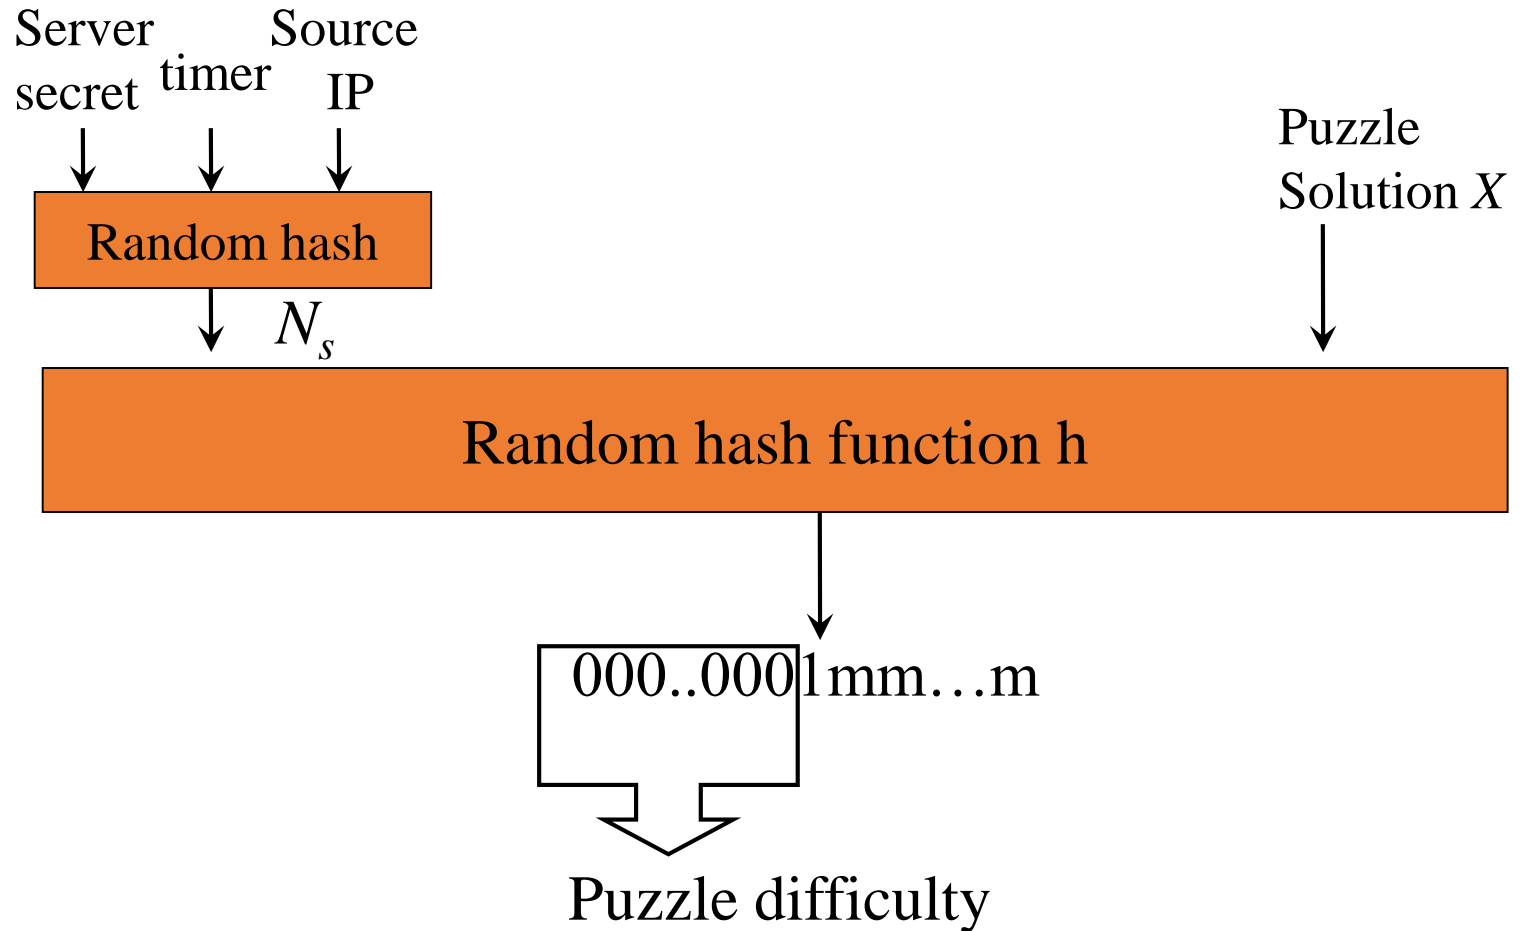 Server
secret
timer
Source
IP
Puzzle
Solution X
Random hash
Ns
Random hash function h
000..0001mm…m
Puzzle difficulty